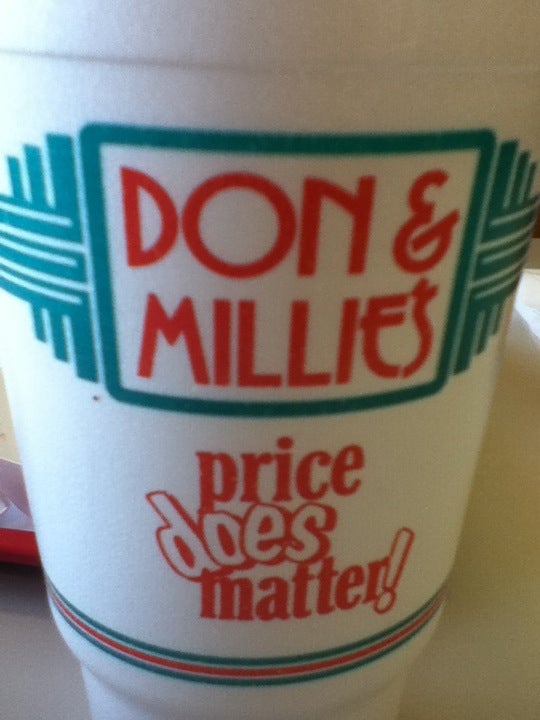 DON &
MILLIE'S
price
does
matter!